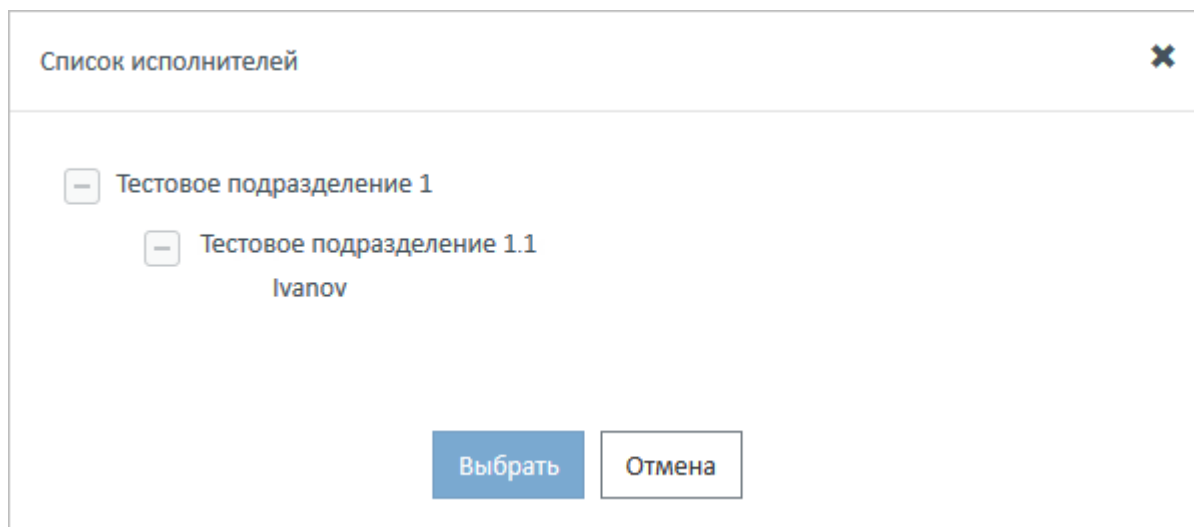 Список исполнителей
Тестовое подразделение 1
Тестовое подразделение 1.1
Ivanov
Выбрать Отмена